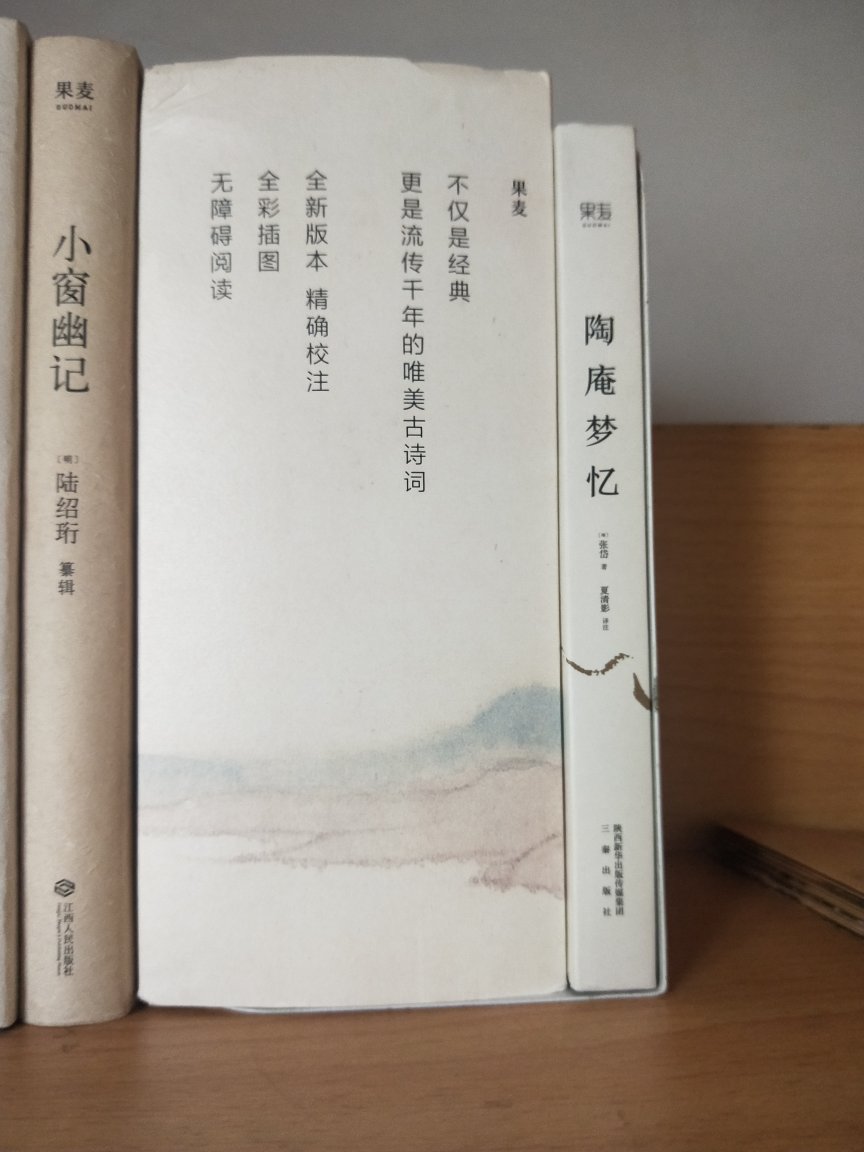 果麦
GUOMAI
小窗幽记
〔明〕
陆绍珩
纂辑
江西人民出版社
果麦
不仅是经典
更是流传千年的唯美古诗词
全新版本 精确校注
全彩插图
无障碍阅读
果麦
GUOMAI
陶庵梦忆
〔明〕
张岱
著
夏清影
译注
陕西新华出版传媒集团
三秦出版社